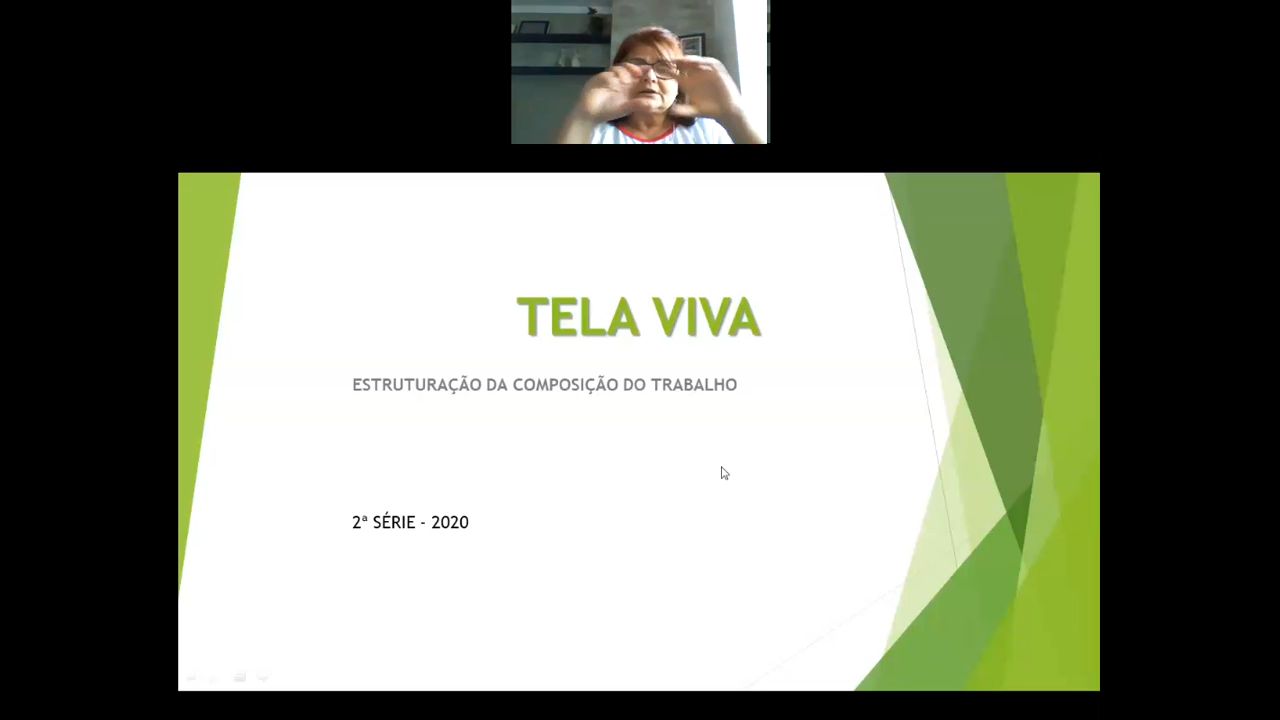 TELA VIVA
ESTRUTURAÇÃO DA COMPOSIÇÃO DO TRABALHO
2ª SÉRIE - 2020